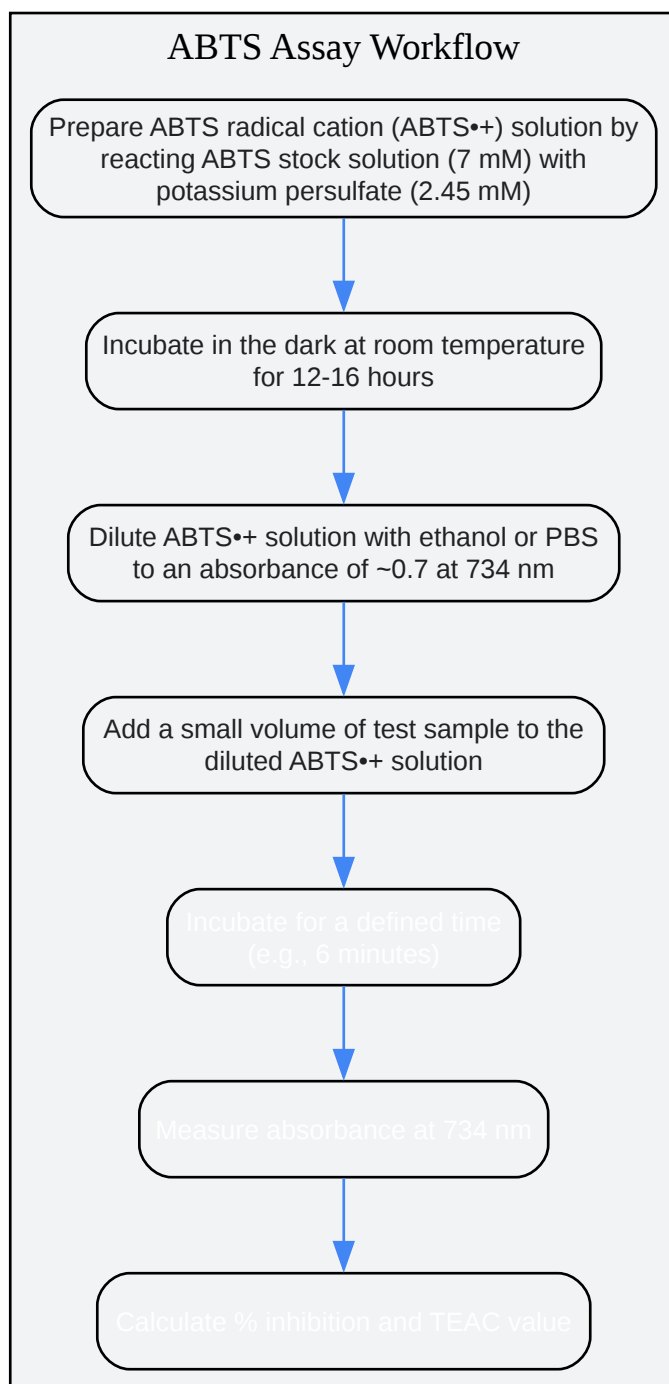 ABTS Assay Workflow
Prepare ABTS radical cation (ABTS•+) solution by
reacting ABTS stock solution (7 mM) with
potassium persulfate (2.45 mM)
Incubate in the dark at room temperature
for 12-16 hours
Dilute ABTS•+ solution with ethanol or PBS
to an absorbance of ~0.7 at 734 nm
Add a small volume of test sample to the
diluted ABTS•+ solution
Incubate for a defined time
(e.g., 6 minutes)
Measure absorbance at 734 nm
Calculate % inhibition and TEAC value